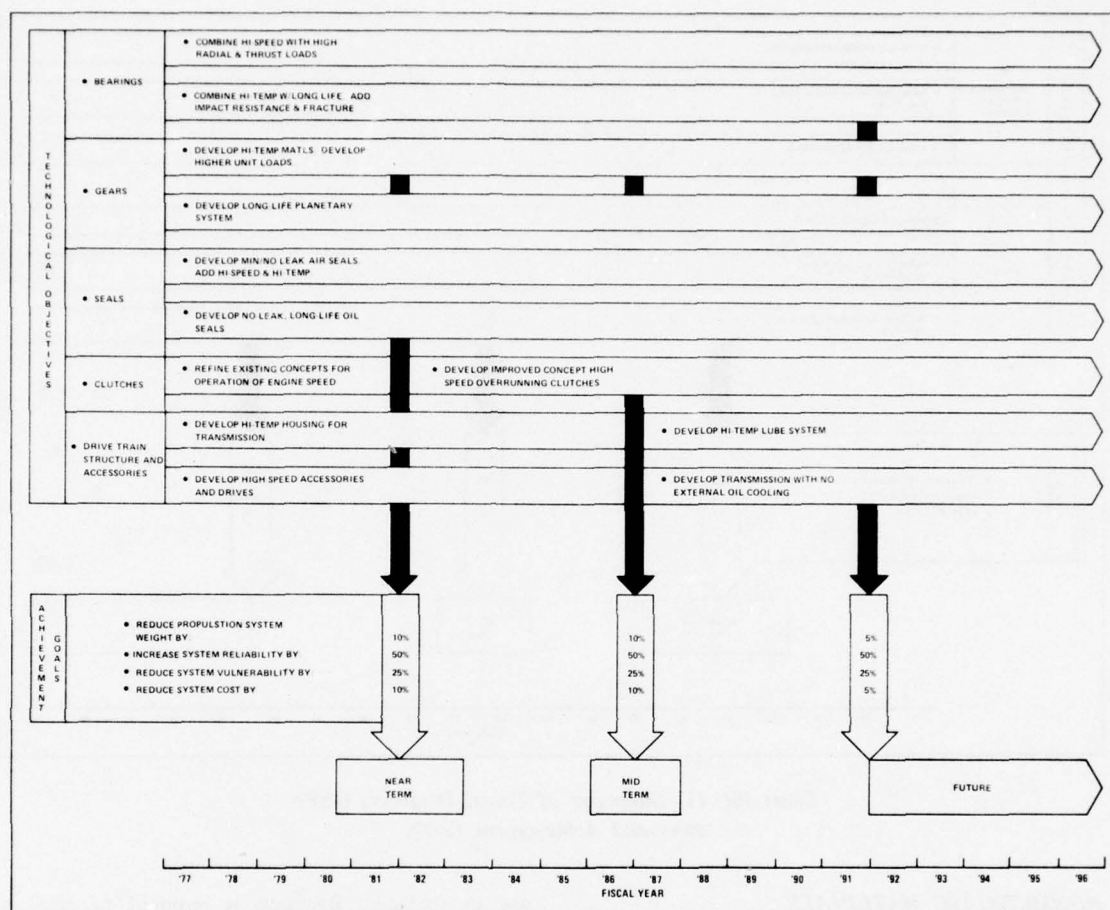 TECHNOLOGICAL OBJECTIVES
• BEARINGS
• COMBINE HI SPEED WITH HIGH
RADIAL & THRUST LOADS
• COMBINE HI TEMP W/LONG LIFE. ADD
IMPACT RESISTANCE & FRACTURE
• GEARS
• DEVELOP HI TEMP MATLS. DEVELOP
HIGHER UNIT LOADS
• DEVELOP LONG LIFE PLANETARY
SYSTEM
• SEALS
• DEVELOP MIN/NO LEAK AIR SEALS
ADD HI SPEED & HI TEMP
• DEVELOP NO LEAK, LONG LIFE OIL
SEALS
• CLUTCHES
• REFINE EXISTING CONCEPTS FOR
OPERATION OF ENGINE SPEED
• DEVELOP IMPROVED CONCEPT HIGH
SPEED OVERRUNNING CLUTCHES
• DRIVE TRAIN
STRUCTURE AND
ACCESSORIES
• DEVELOP HI-TEMP HOUSING FOR
TRANSMISSION
• DEVELOP HI-TEMP LUBE SYSTEM
• DEVELOP HIGH SPEED ACCESSORIES
AND DRIVES
• DEVELOP TRANSMISSION WITH NO
EXTERNAL OIL COOLING
ACHIEVEMENT GOALS
• REDUCE PROPULSTION SYSTEM
WEIGHT BY: 10% 10% 5%
• INCREASE SYSTEM RELIABILITY BY: 50% 50% 50%
• REDUCE SYSTEM VULNERABILITY BY: 25% 25% 25%
• REDUCE SYSTEM COST BY 10% 10% 5%
NEAR
TERM
MID
TERM
FUTURE
'77 '78 '79 '80 '81 '82 '83 '84 '85 '86 '87 '88 '89 '90 '91 '92 '93 '94 '95 '96
FISCAL YEAR